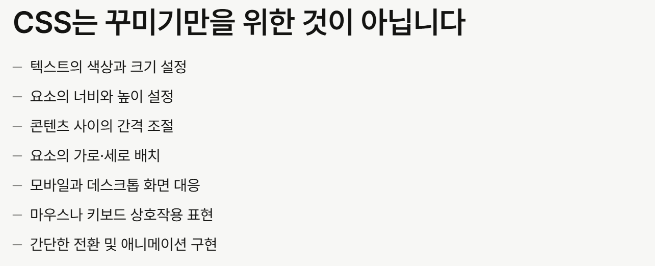 CSS는 꾸미기만을 위한 것이 아닙니다
— 텍스트의 색상과 크기 설정
— 요소의 너비와 높이 설정
— 콘텐츠 사이의 간격 조절
— 요소의 가로·세로 배치
— 모바일과 데스크톱 화면 대응
— 마우스나 키보드 상호작용 표현
— 간단한 전환 및 애니메이션 구현